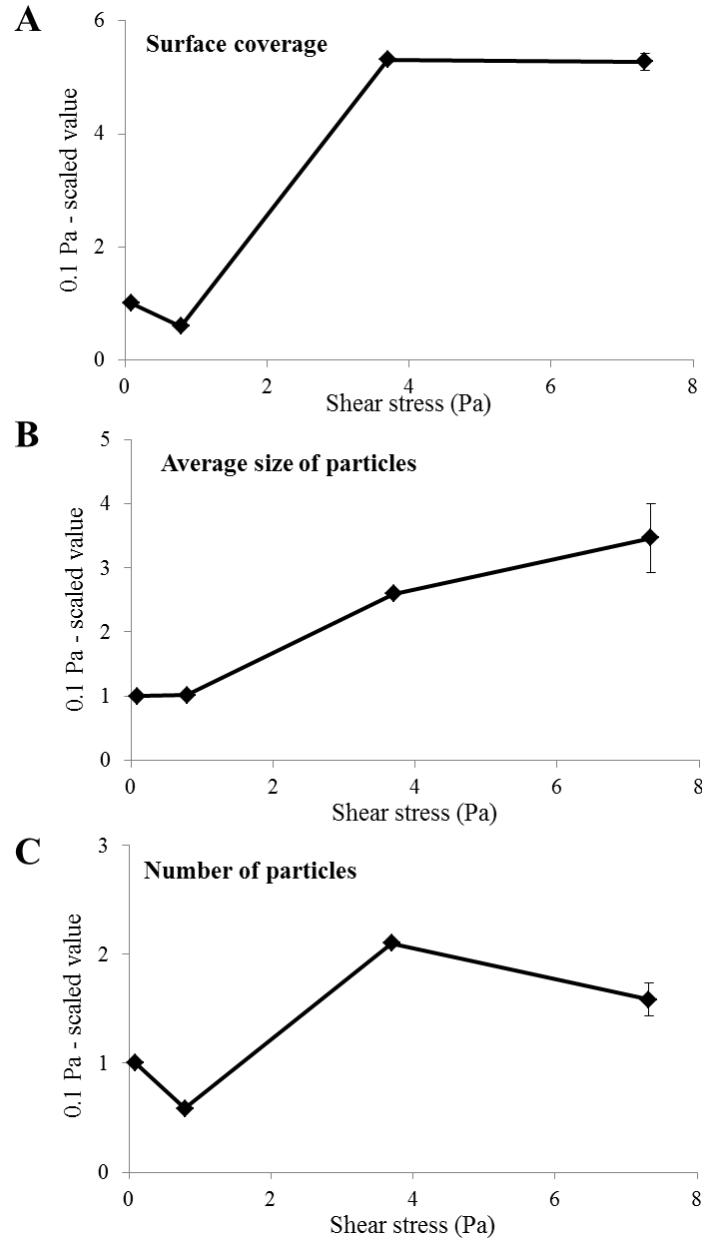 A
Surface coverage
0.1 Pa - scaled value
6
4
2
0
0 2 4 6 8
Shear stress (Pa)
B
Average size of particles
0.1 Pa - scaled value
5
4
3
2
1
0
0 2 4 6 8
Shear stress (Pa)
C
Number of particles
0.1 Pa - scaled value
3
2
1
0
0 2 4 6 8
Shear stress (Pa)